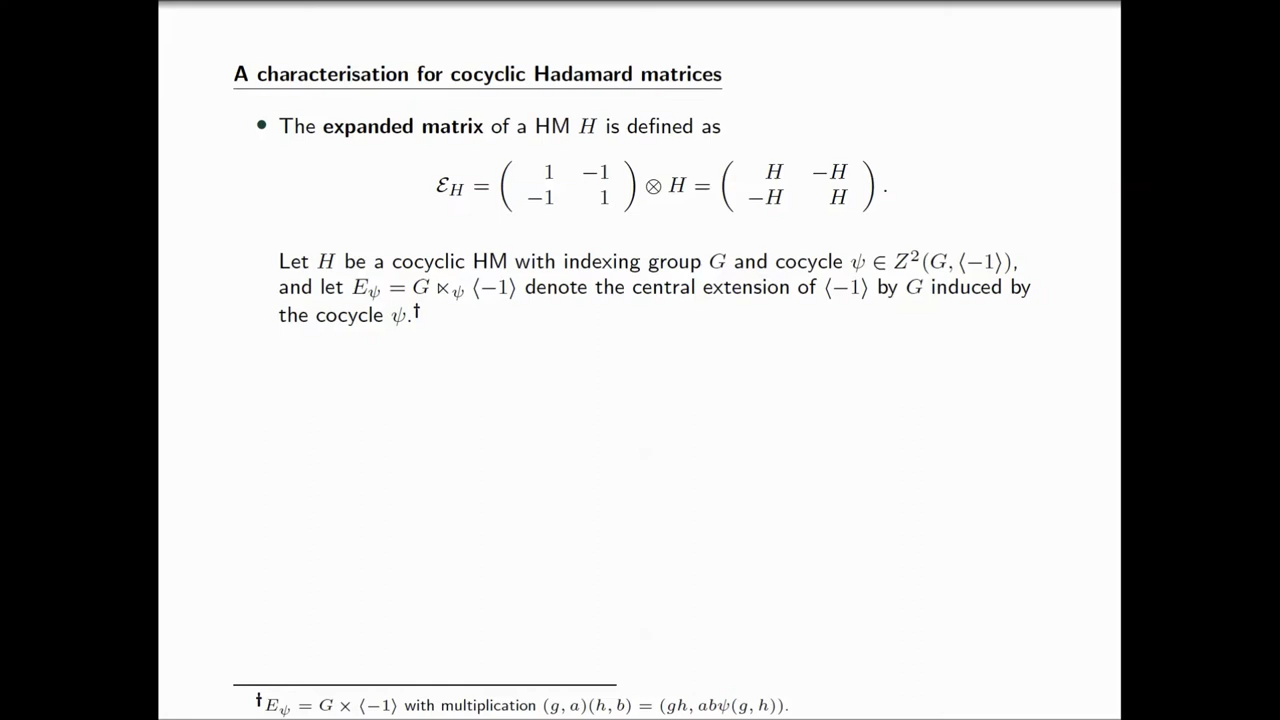 A characterisation for cocyclic Hadamard matrices
• The expanded matrix of a HM H is defined as
ℰ_H = ( 1 −1 ; −1 1 ) ⊗ H = ( H −H ; −H H ) .
Let H be a cocyclic HM with indexing group G and cocycle ψ ∈ Z²(G, ⟨−1⟩),
and let E_ψ = G ⋉_ψ ⟨−1⟩ denote the central extension of ⟨−1⟩ by G induced by
the cocycle ψ.†
†E_ψ = G × ⟨−1⟩ with multiplication (g, a)(h, b) = (gh, abψ(g, h)).